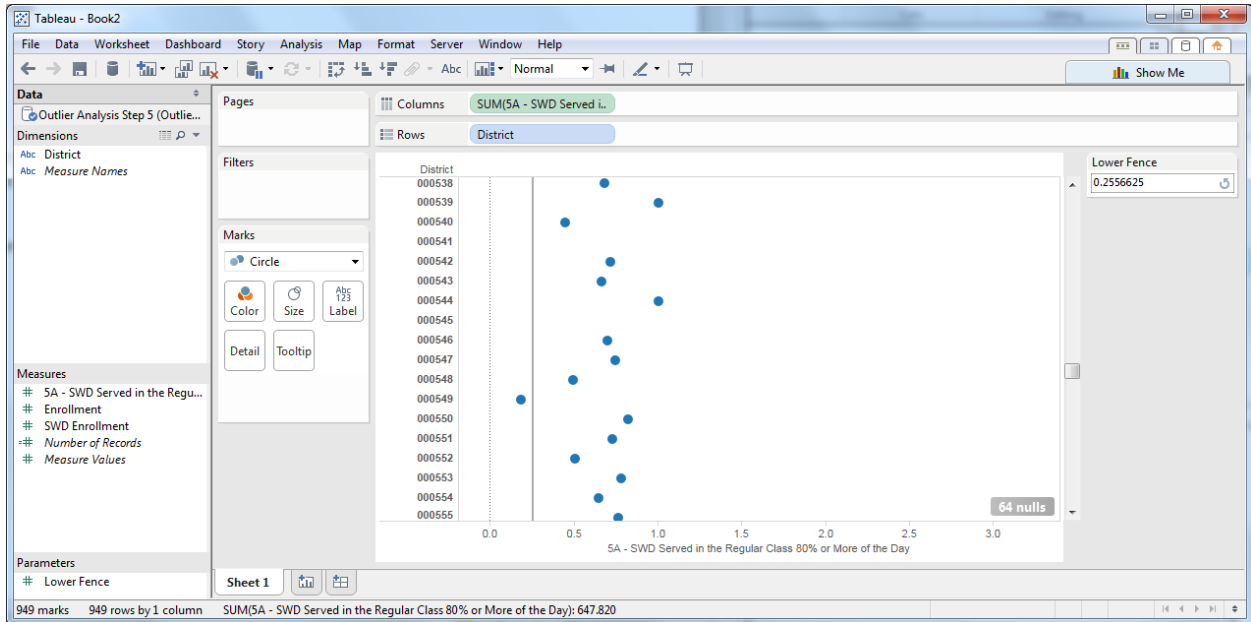 Tableau - Book2
File Data Worksheet Dashboard Story Analysis Map Format Server Window Help
Abc Normal Show Me
Data
Outlier Analysis Step 5 (Outlie...
Dimensions
Abc District
Abc Measure Names
Measures
# 5A - SWD Served in the Regu...
# Enrollment
# SWD Enrollment
=# Number of Records
# Measure Values
Parameters
# Lower Fence
Pages
Filters
Marks
Circle
Color Size Abc 123 Label
Detail Tooltip
Columns SUM(5A - SWD Served i..
Rows District
District
000538
000539
000540
000541
000542
000543
000544
000545
000546
000547
000548
000549
000550
000551
000552
000553
000554
000555
64 nulls
0.0 0.5 1.0 1.5 2.0 2.5 3.0
5A - SWD Served in the Regular Class 80% or More of the Day
Lower Fence
0.2556625
Sheet 1
949 marks 949 rows by 1 column SUM(5A - SWD Served in the Regular Class 80% or More of the Day): 647.820